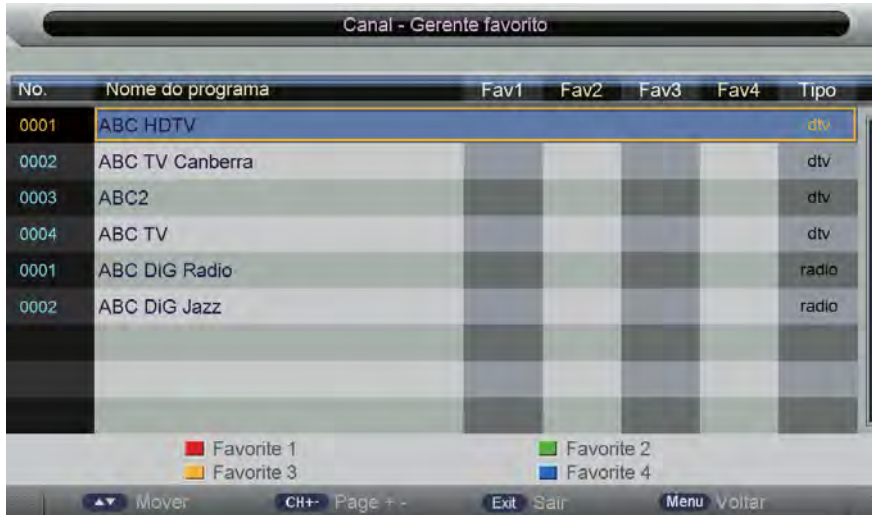 Canal - Gerente favorito
No. Nome do programa Fav1 Fav2 Fav3 Fav4 Tipo
0001 ABC HDTV dtv
0002 ABC TV Canberra dtv
0003 ABC2 dtv
0004 ABC TV dtv
0001 ABC DiG Radio radio
0002 ABC DiG Jazz radio
Favorite 1 Favorite 2
Favorite 3 Favorite 4
▲▼ Mover CH+- Page + - Exit Sair Menu Voltar